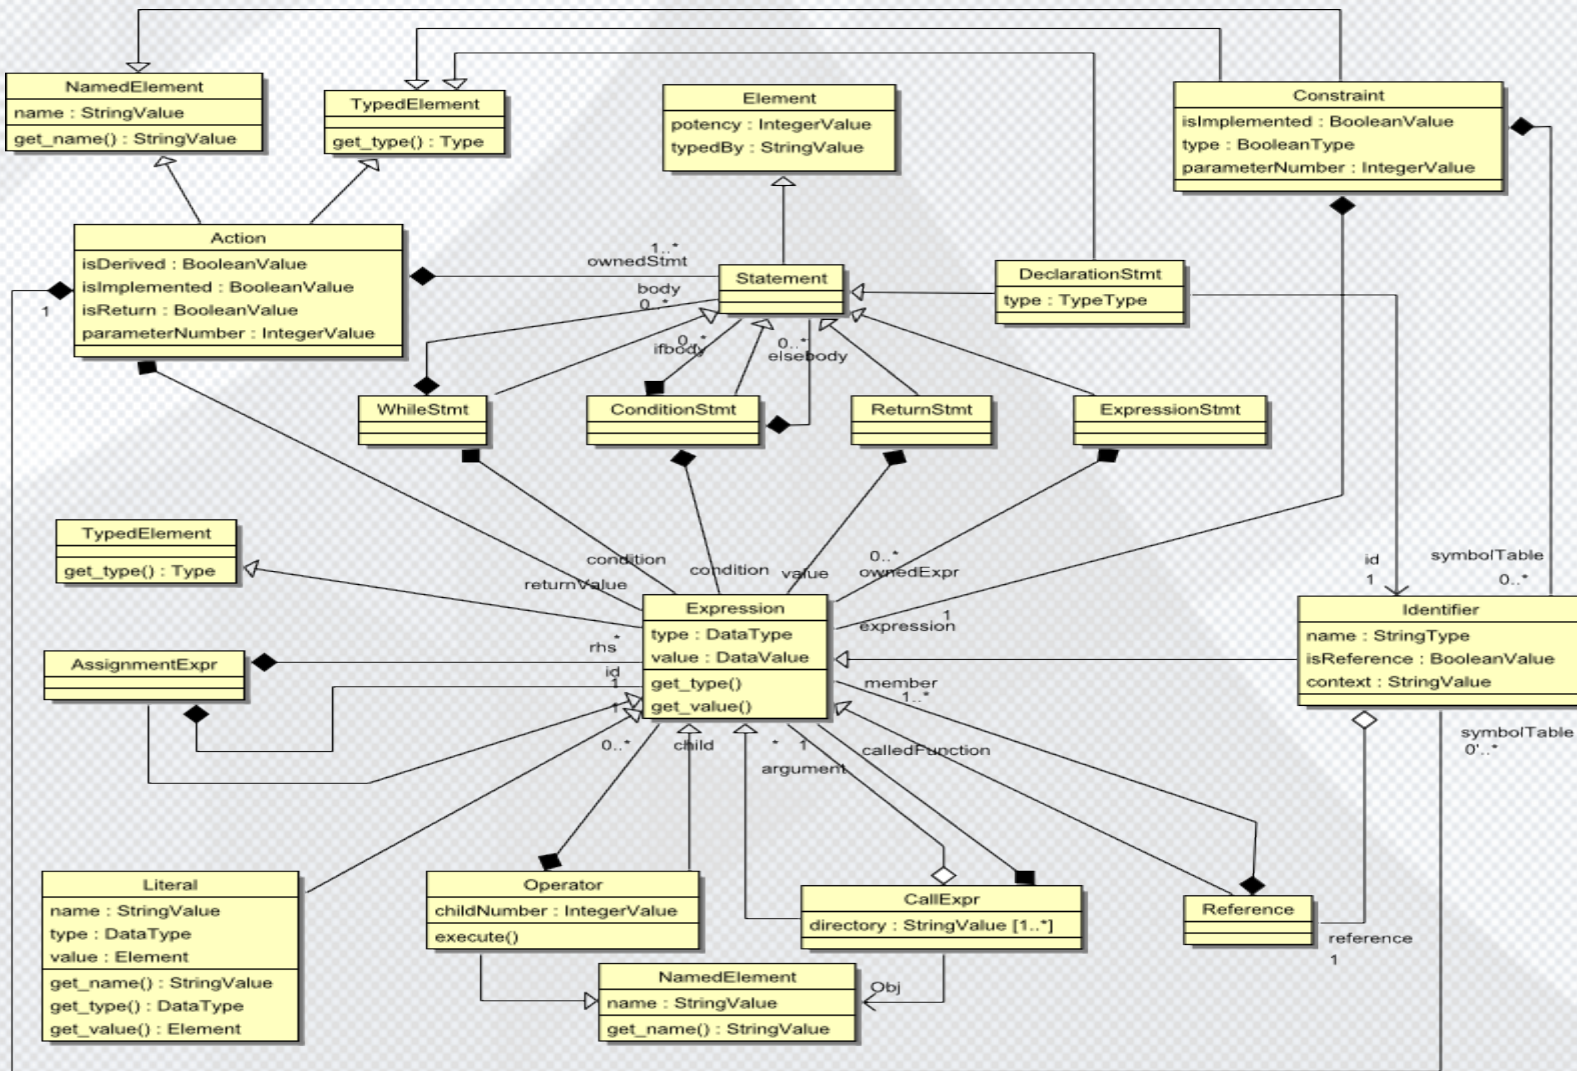 NamedElement
name : StringValue
get_name() : StringValue
TypedElement
get_type() : Type
Element
potency : IntegerValue
typedBy : StringValue
Constraint
isImplemented : BooleanValue
type : BooleanType
parameterNumber : IntegerValue
Action
isDerived : BooleanValue
isImplemented : BooleanValue
isReturn : BooleanValue
parameterNumber : IntegerValue
1
1..*
ownedStmt
body
0..*
Statement
DeclarationStmt
type : TypeType
0..*
ifbody
0..*
elsebody
WhileStmt
ConditionStmt
ReturnStmt
ExpressionStmt
TypedElement
get_type() : Type
condition
returnValue
condition
value
0..*
ownedExpr
1
expression
id
1
symbolTable
0..*
Expression
type : DataType
value : DataValue
get_type()
get_value()
Identifier
name : StringType
isReference : BooleanValue
context : StringValue
AssignmentExpr
*
rhs
id
1
1
member
1..*
0..*
child
*
1
argument
calledFunction
symbolTable
0'..*
Literal
name : StringValue
type : DataType
value : Element
get_name() : StringValue
get_type() : DataType
get_value() : Element
Operator
childNumber : IntegerValue
execute()
CallExpr
directory : StringValue [1..*]
Reference
reference
1
NamedElement
name : StringValue
get_name() : StringValue
Obj